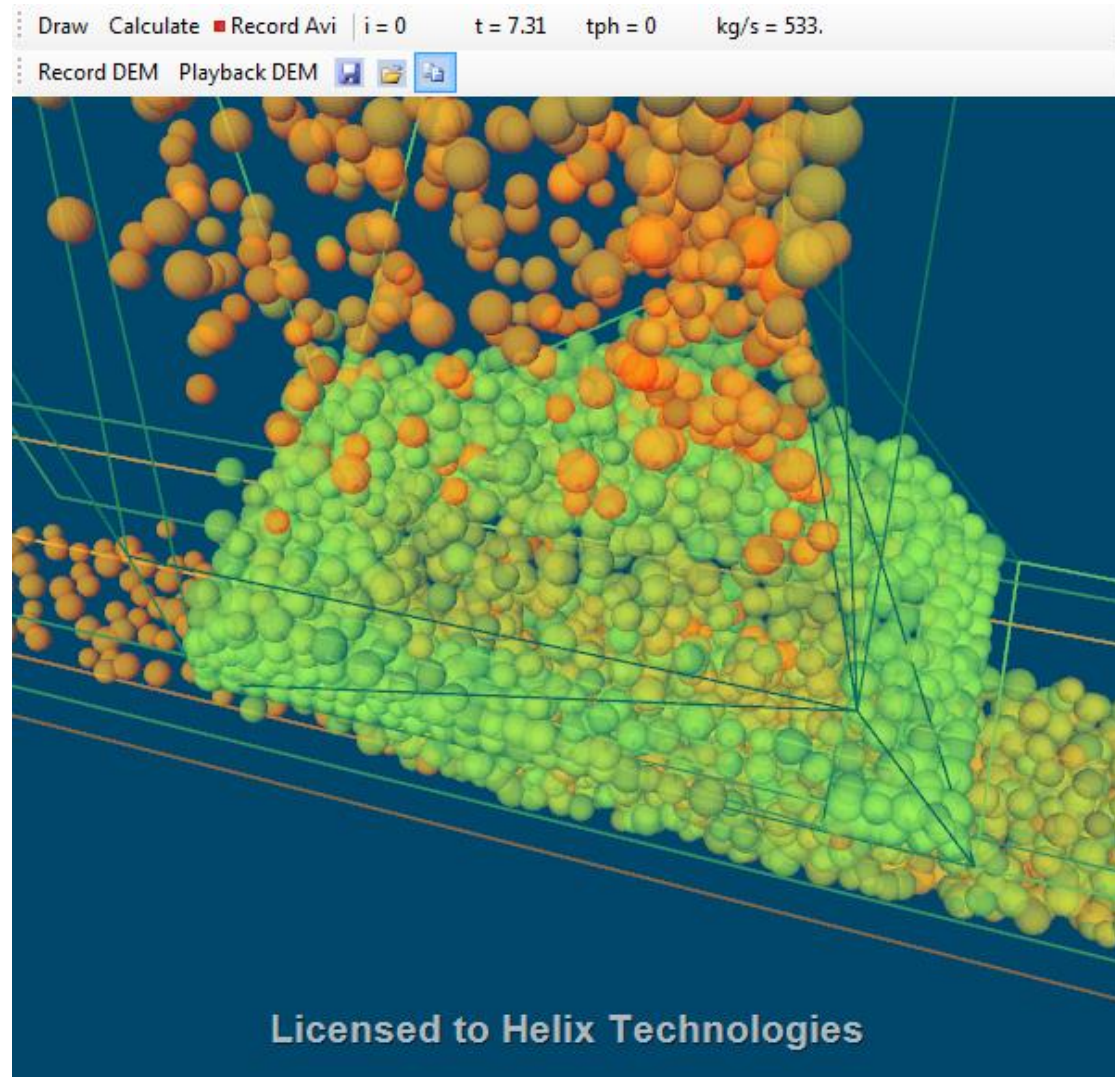 Draw Calculate Record Avi i = 0 t = 7.31 tph = 0 kg/s = 533.
Record DEM Playback DEM
Licensed to Helix Technologies